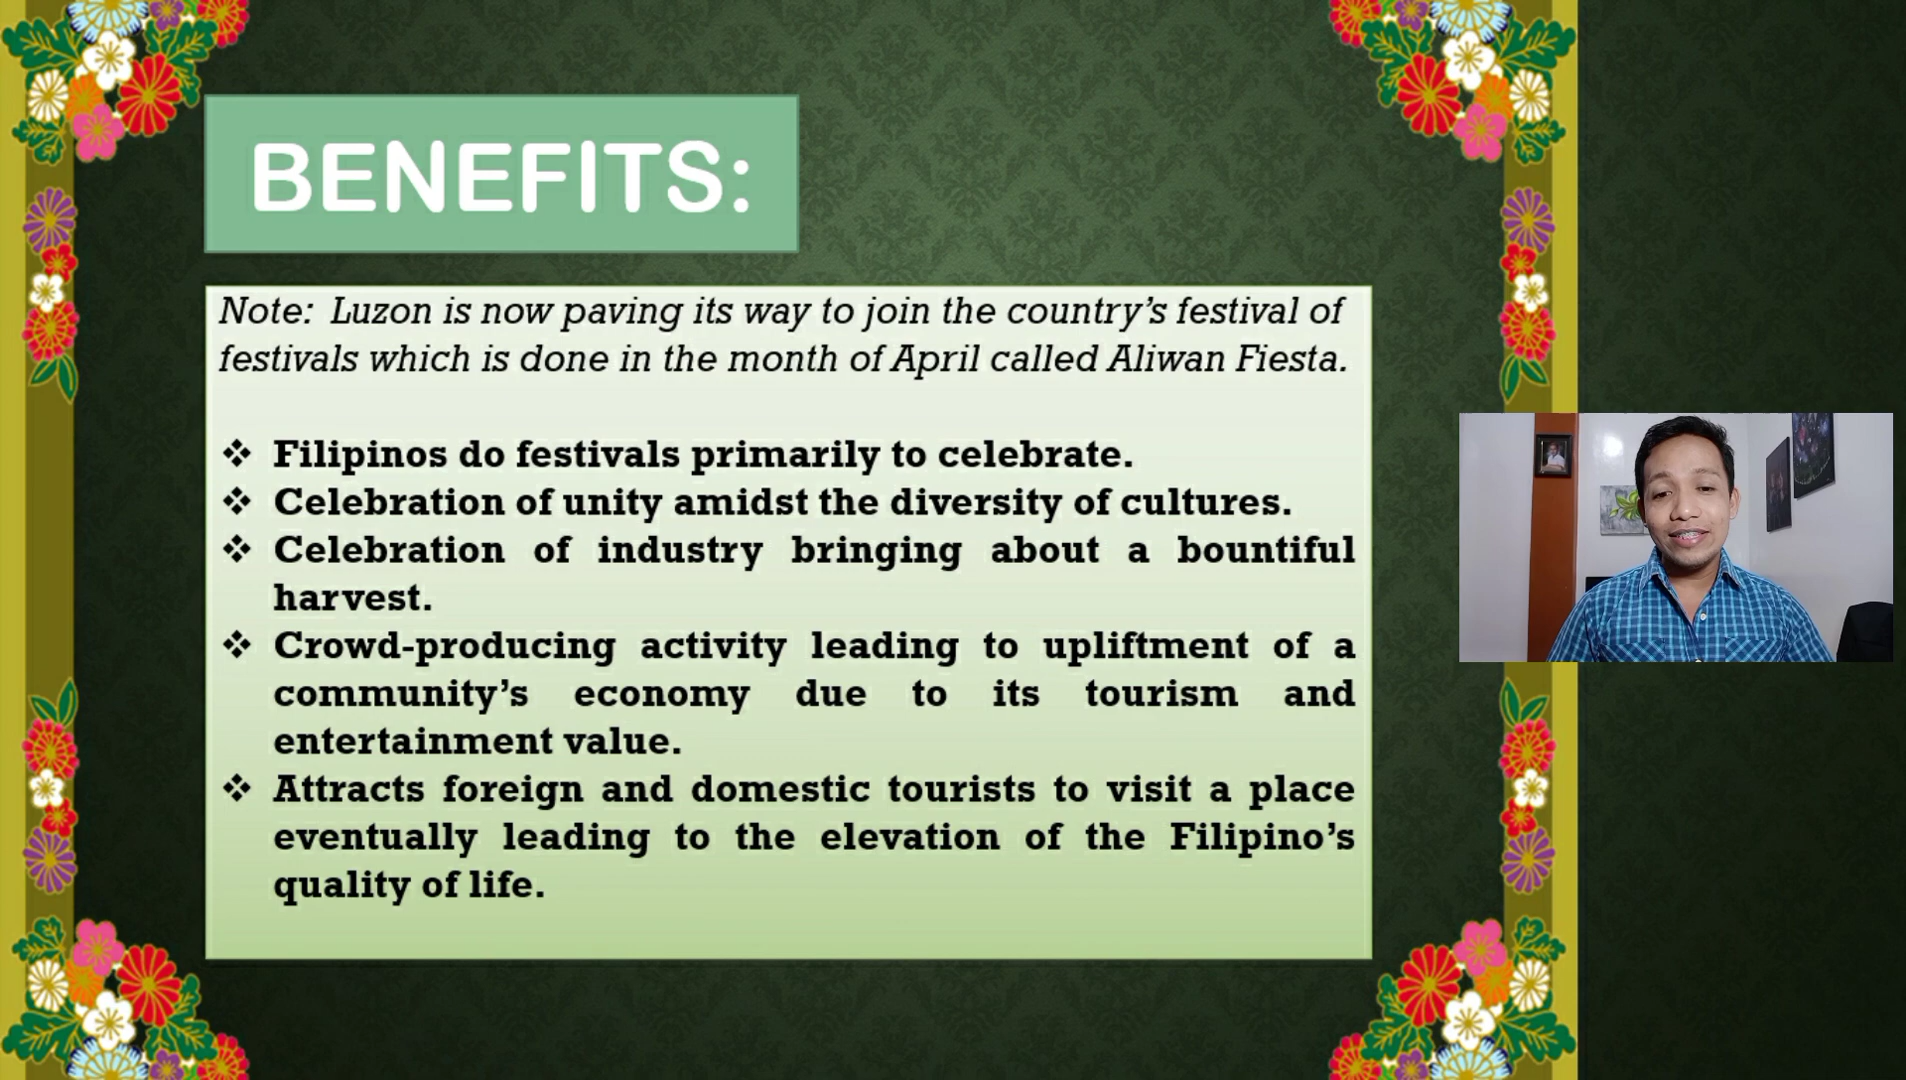 BENEFITS:
Note: Luzon is now paving its way to join the country’s festival of
festivals which is done in the month of April called Aliwan Fiesta.
❖ Filipinos do festivals primarily to celebrate.
❖ Celebration of unity amidst the diversity of cultures.
❖ Celebration of industry bringing about a bountiful
harvest.
❖ Crowd-producing activity leading to upliftment of a
community’s economy due to its tourism and
entertainment value.
❖ Attracts foreign and domestic tourists to visit a place
eventually leading to the elevation of the Filipino’s
quality of life.